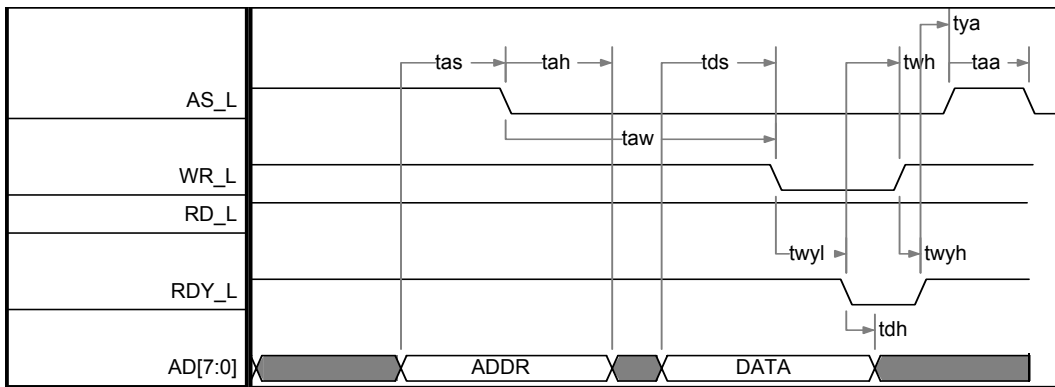 tya
tas tah tds twh taa
AS_L
taw
WR_L
RD_L
twyl twyh
RDY_L
tdh
AD[7:0] ADDR DATA